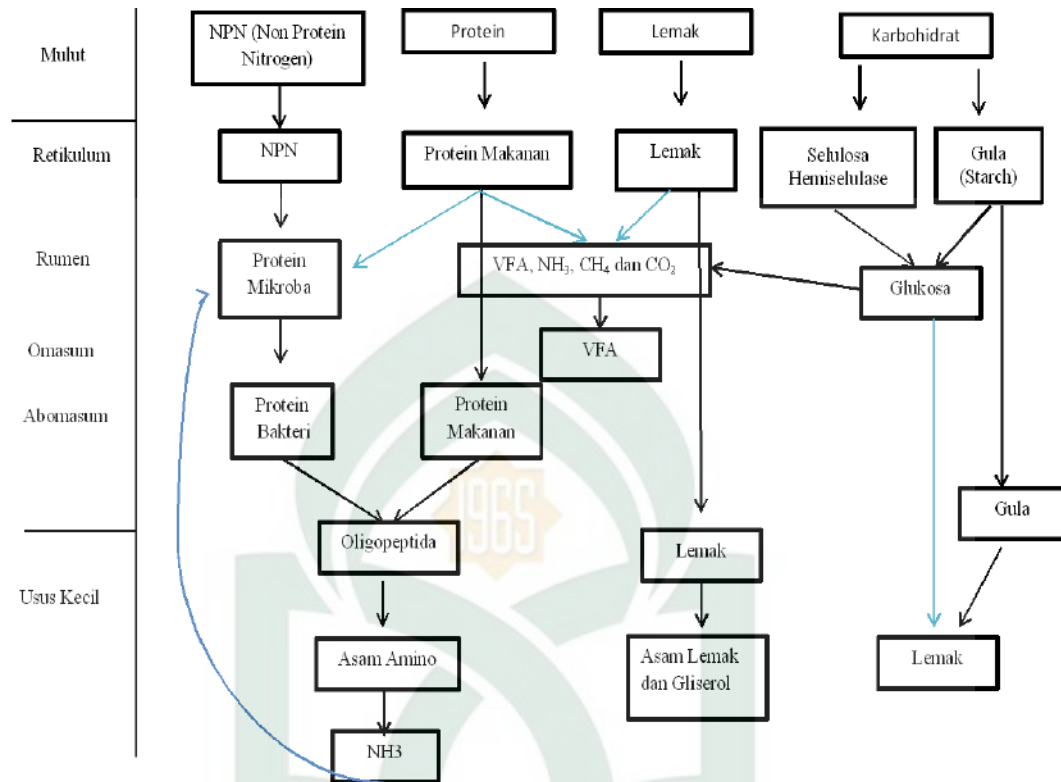 Mulut
NPN (Non Protein
Nitrogen)
Protein
Lemak
Karbohidrat
Retikulum
NPN
Protein Makanan
Lemak
Selulosa
Hemiselulase
Gula
(Starch)
Rumen
Protein
Mikroba
VFA, NH₃, CH₄ dan CO₂
Glukosa
Omasum
VFA
Abomasum
Protein
Bakteri
Protein
Makanan
1965
Gula
Oligopeptida
Lemak
Usus Kecil
Asam Amino
Asam Lemak
dan Gliserol
Lemak
NH3